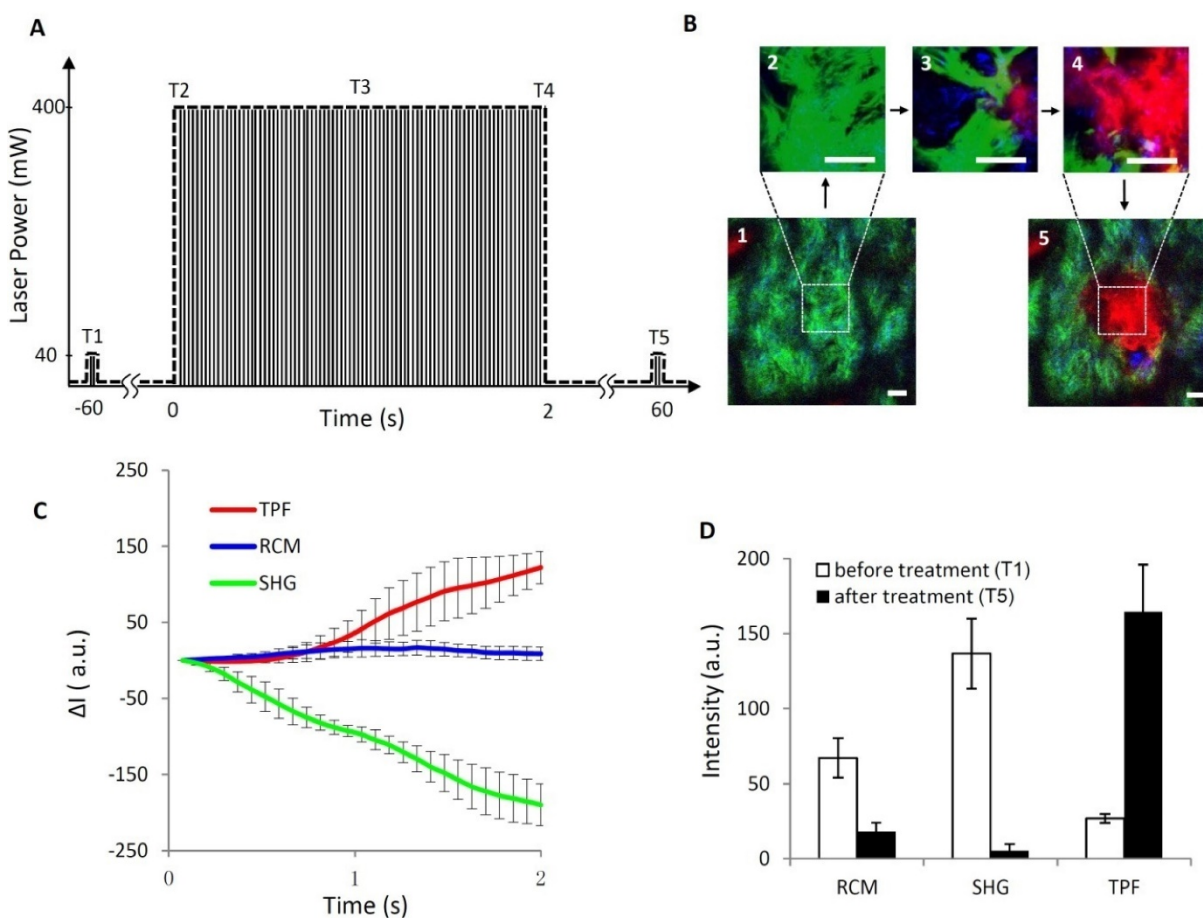 A
Laser Power (mW)
400
40
T1
T2
T3
T4
T5
-60
0
2
60
Time (s)
B
2
3
4
1
5
C
ΔI ( a.u.)
250
150
50
-50
-150
-250
TPF
RCM
SHG
0
1
2
Time (s)
D
Intensity (a.u.)
200
150
100
50
0
before treatment (T1)
after treatment (T5)
RCM
SHG
TPF